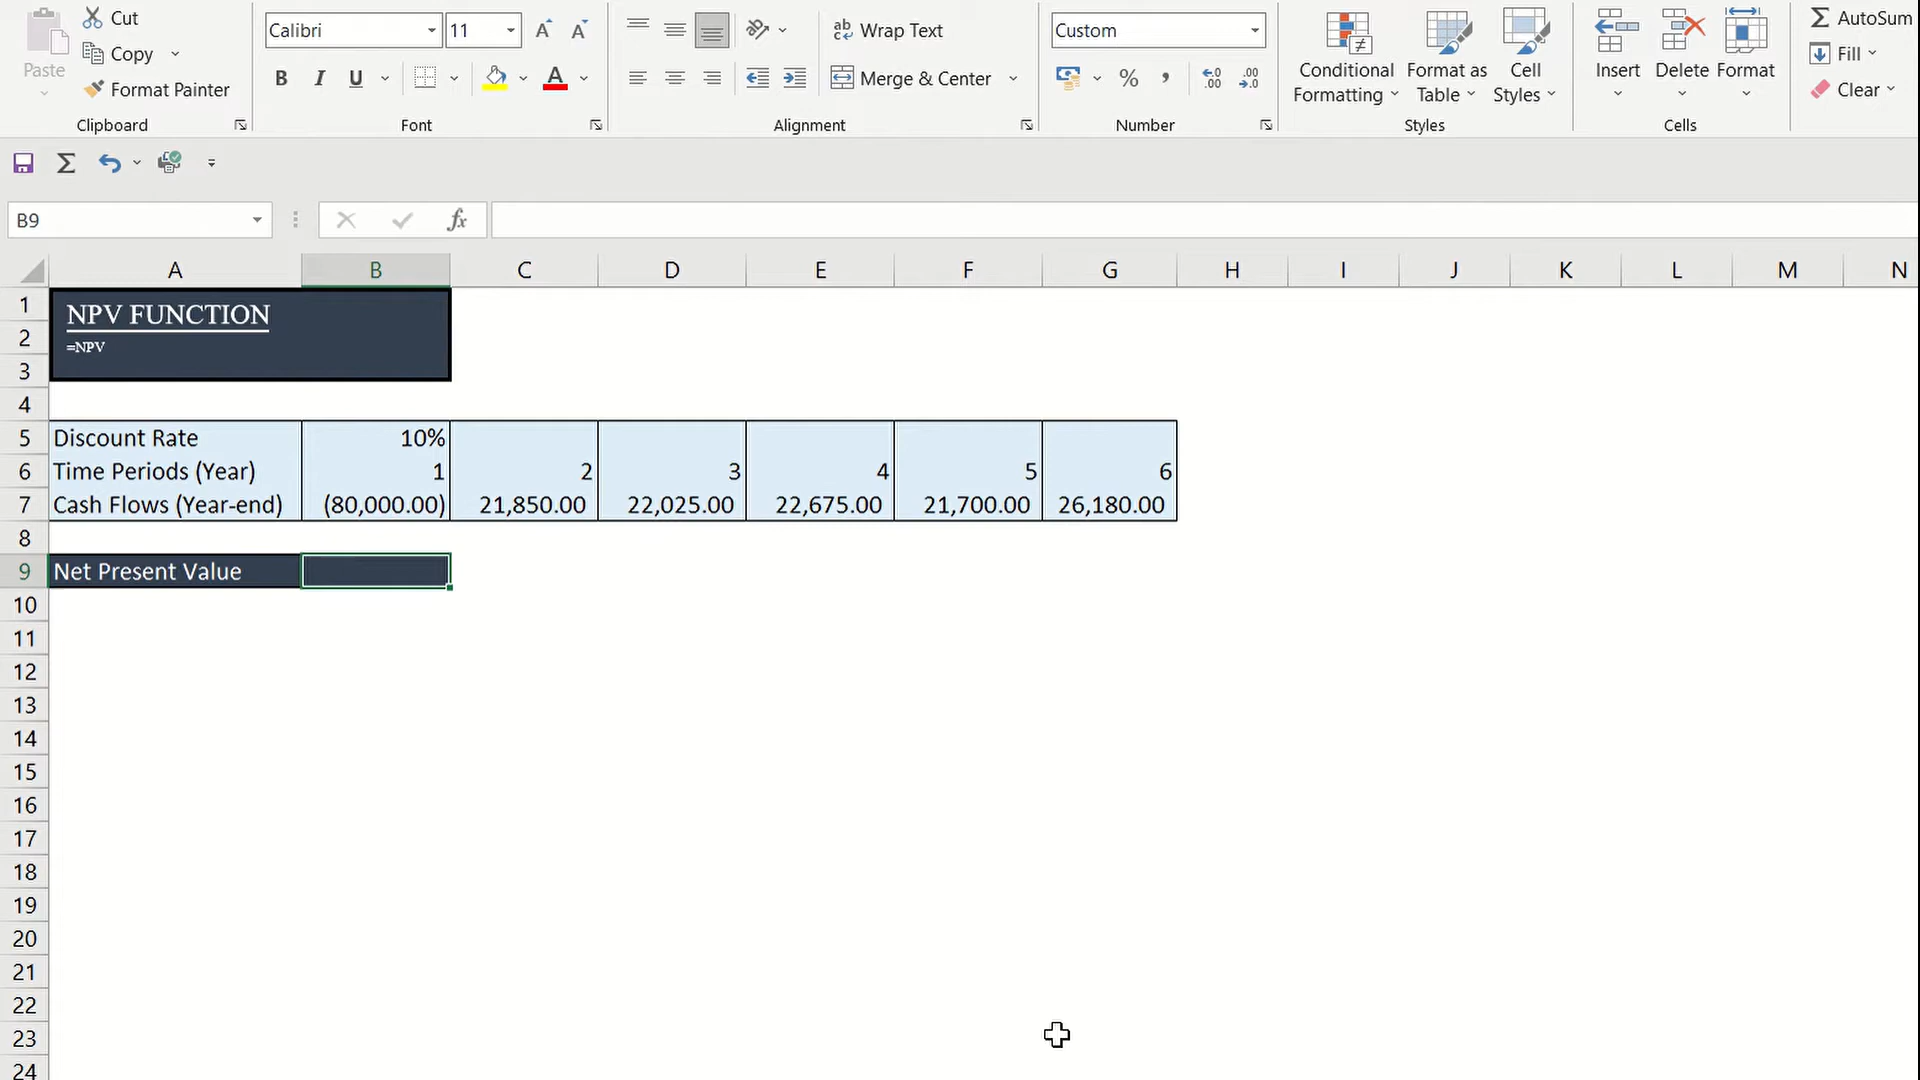 Cut
Calibri
11
ab
Wrap Text
Custom
AutoSum
Copy
Fill
Paste
Conditional
Format as
Cell
Insert
Delete
Format
Format Painter
B I U
A
Merge & Center
%
Formatting
Table
Styles
Clear
Clipboard
Font
Alignment
Number
Styles
Cells
B9
fx
A B C D E F G H I J K L M N
1 NPV FUNCTION
2 =NPV
3
4
5 Discount Rate 10%
6 Time Periods (Year) 1 2 3 4 5 6
7 Cash Flows (Year-end) (80,000.00) 21,850.00 22,025.00 22,675.00 21,700.00 26,180.00
8
9 Net Present Value
10
11
12
13
14
15
16
17
18
19
20
21
22
23
24